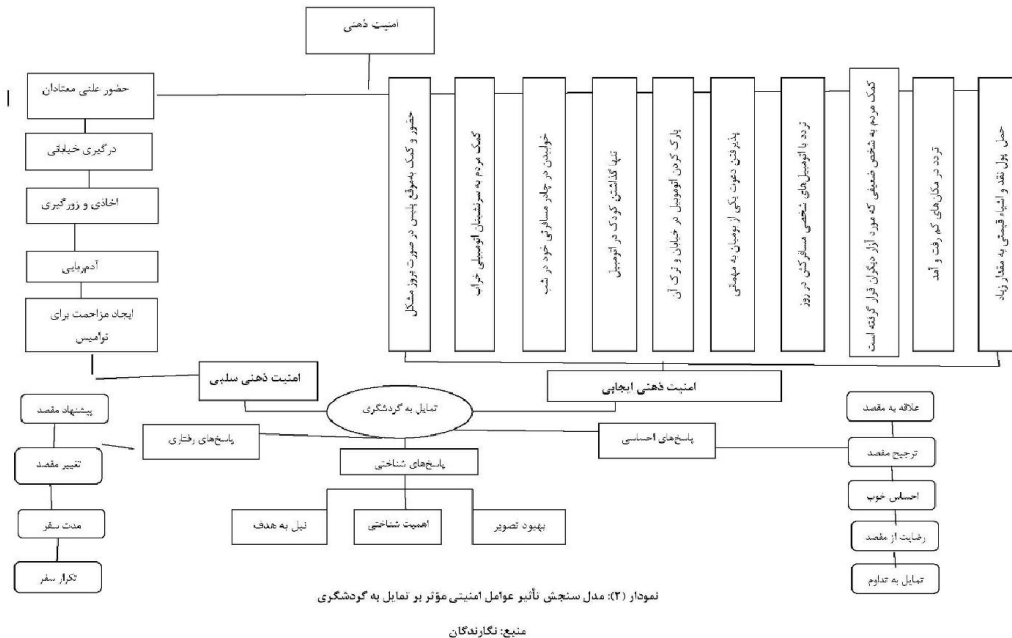 امنیت ذهنی
حضور علنی معتادان
درگیری خیابانی
اخاذی و زورگیری
آدم‌ربایی
ایجاد مزاحمت برای
نوامیس
حمل پول نقد و اشیاء قیمتی به مقدار زیاد
تردد در مکان‌های کم رفت و آمد
کمک مردم به شخص ضعیفی که مورد آزار دیگران قرار گرفته است
تردد با اتومبیل‌های شخصی مسافرکش در روز
پذیرفتن دعوت یکی از بومیان به مهمانی
پارک کردن اتوموبیل در خیابان و ترک آن
تنها گذاشتن کودک در اتومبیل
خوابیدن در چادر مسافرتی خود در شب
کمک مردم به سرنشینان اتومبیلی خراب
حضور و کمک به‌موقع پلیس در صورت بروز مشکل
امنیت ذهنی ایجابی
امنیت ذهنی سلبی
تمایل به گردشگری
پاسخ‌های احساسی
پاسخ‌های شناختی
پاسخ‌های رفتاری
علاقه به مقصد
ترجیح مقصد
احساس خوب
رضایت از مقصد
تمایل به تداوم
بهبود تصویر
اهمیت شناختی
نیل به هدف
پیشنهاد مقصد
تغییر مقصد
مدت سفر
تکرار سفر
نمودار (۲): مدل سنجش تأثیر عوامل امنیتی مؤثر بر تمایل به گردشگری
منبع: نگارندگان